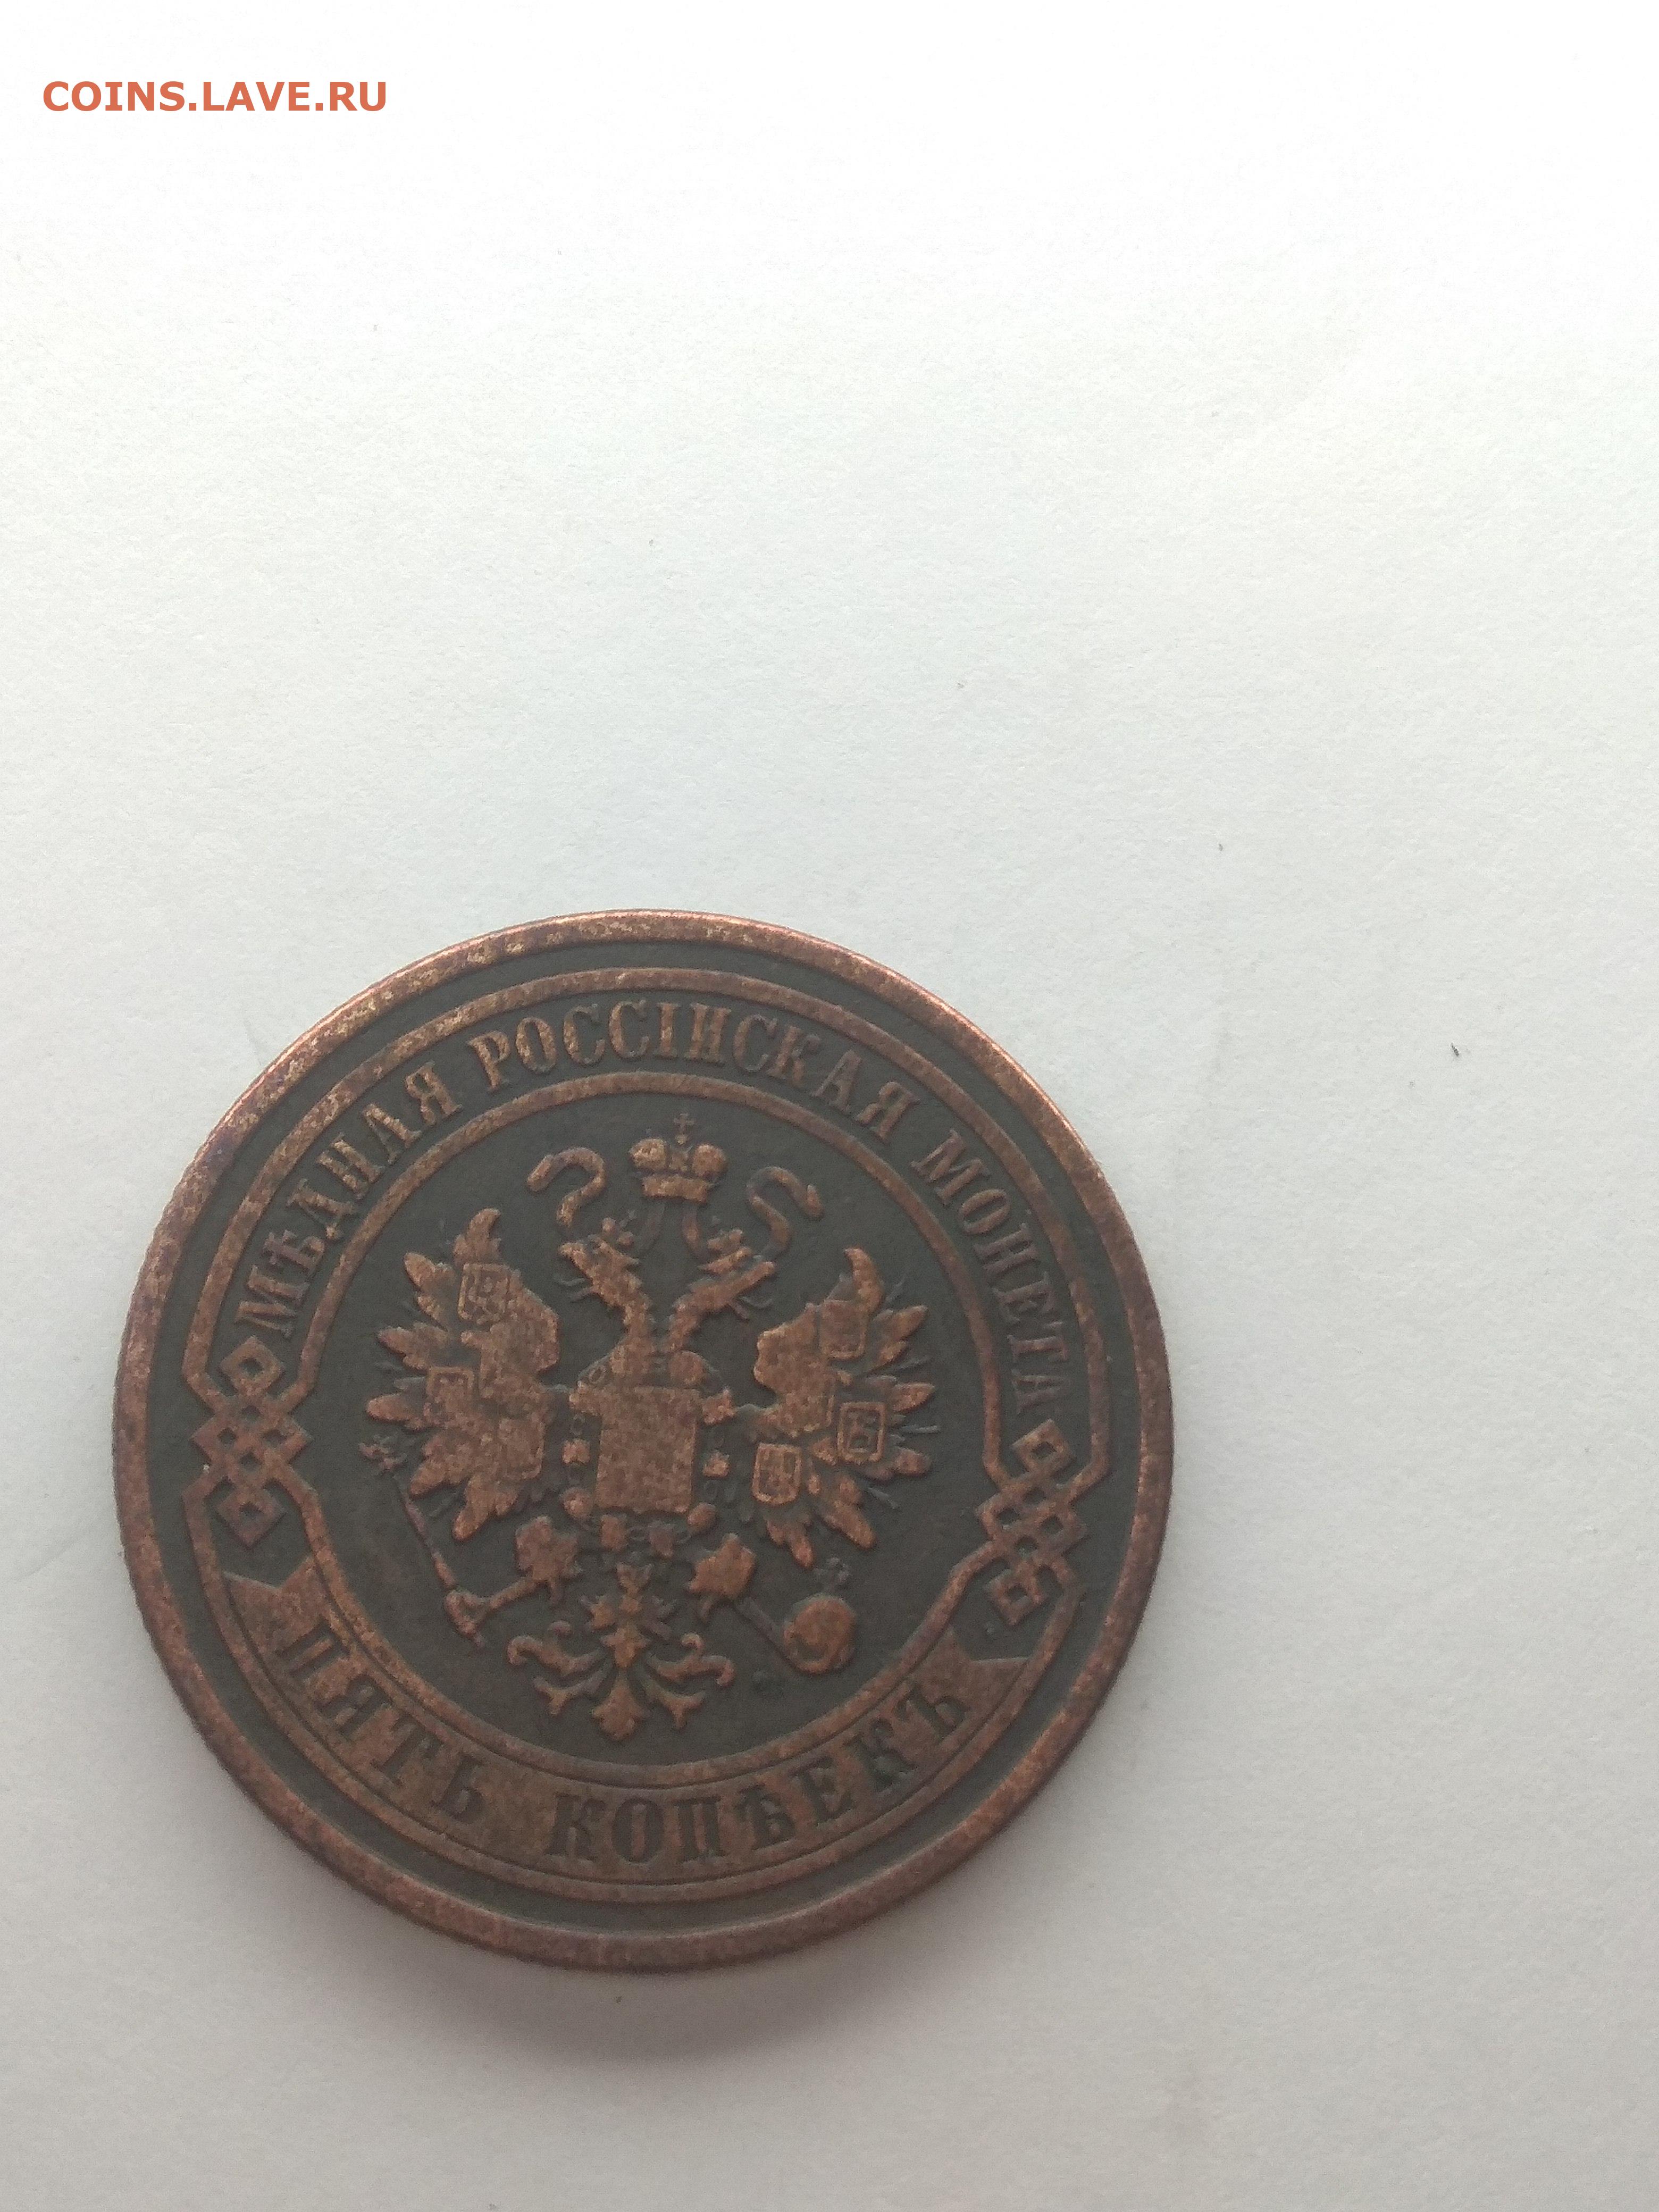 COINS.LAVE.RU
МѢДНАЯ РОССІЙСКАЯ МОНЕТА
ПЯТЬ КОПѢЕКЪ